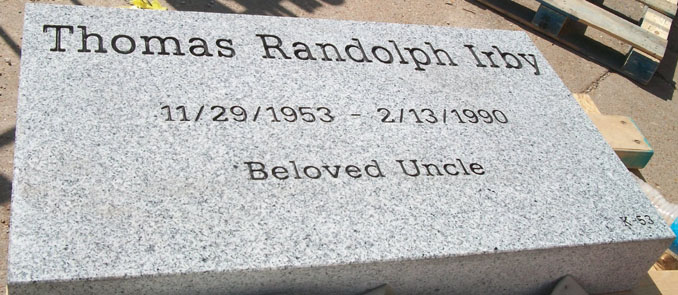 Thomas Randolph Irby
11/29/1953 - 2/13/1990
Beloved Uncle
K-53